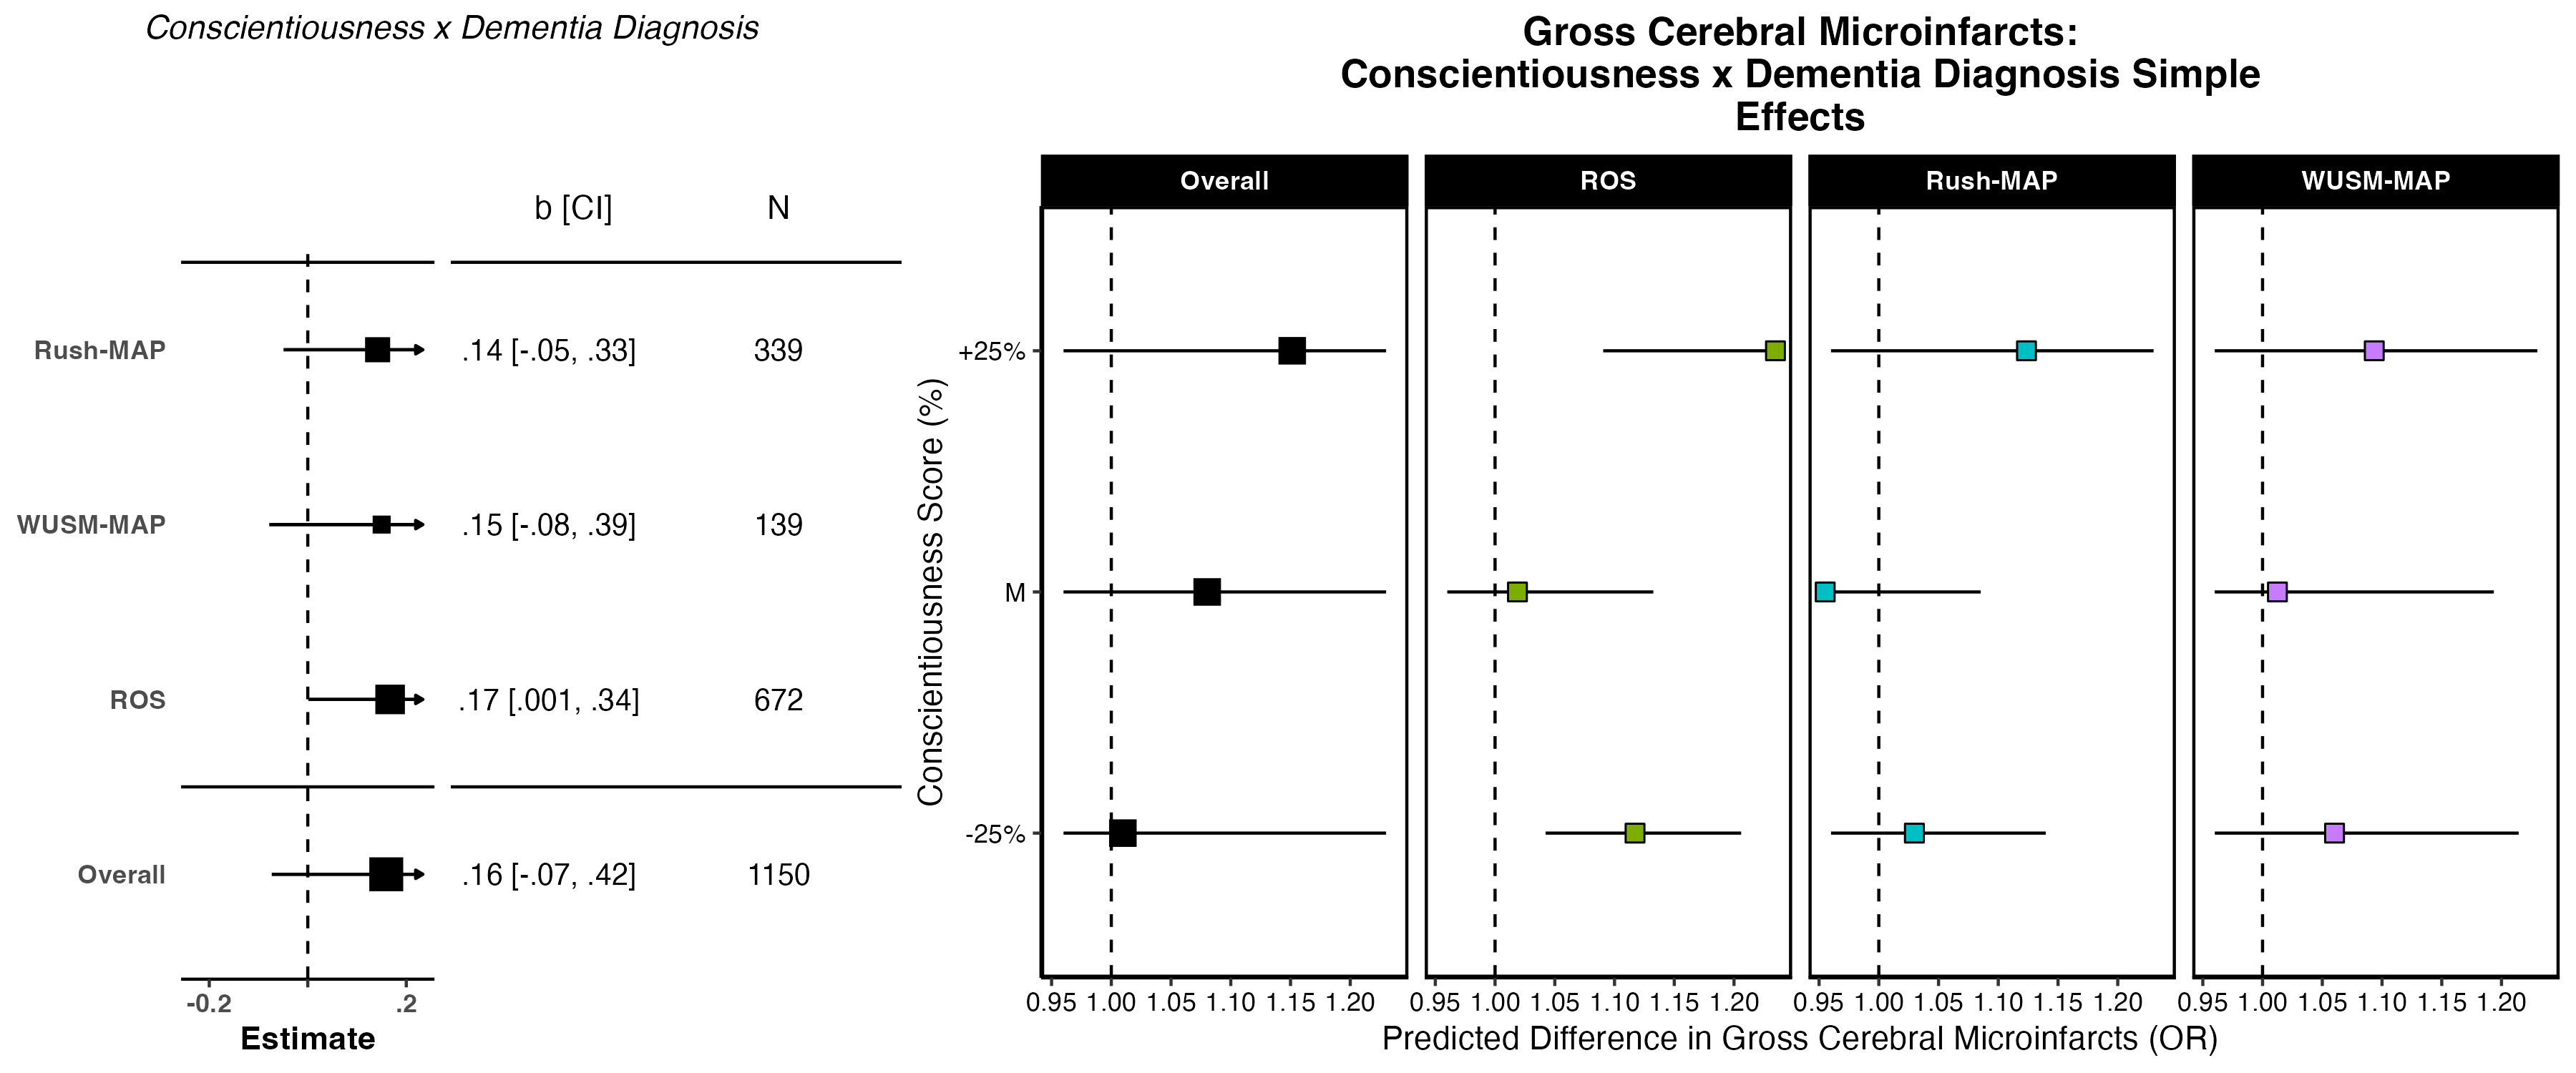 Conscientiousness x Dementia Diagnosis
b [CI] N
Rush-MAP .14 [-.05, .33] 339
WUSM-MAP .15 [-.08, .39] 139
ROS .17 [.001, .34] 672
Overall .16 [-.07, .42] 1150
-0.2 .2
Estimate
Gross Cerebral Microinfarcts:
Conscientiousness x Dementia Diagnosis Simple
Effects
Overall ROS Rush-MAP WUSM-MAP
Conscientiousness Score (%)
+25%
M
-25%
0.95 1.00 1.05 1.10 1.15 1.20 0.95 1.00 1.05 1.10 1.15 1.20 0.95 1.00 1.05 1.10 1.15 1.20 0.95 1.00 1.05 1.10 1.15 1.20
Predicted Difference in Gross Cerebral Microinfarcts (OR)